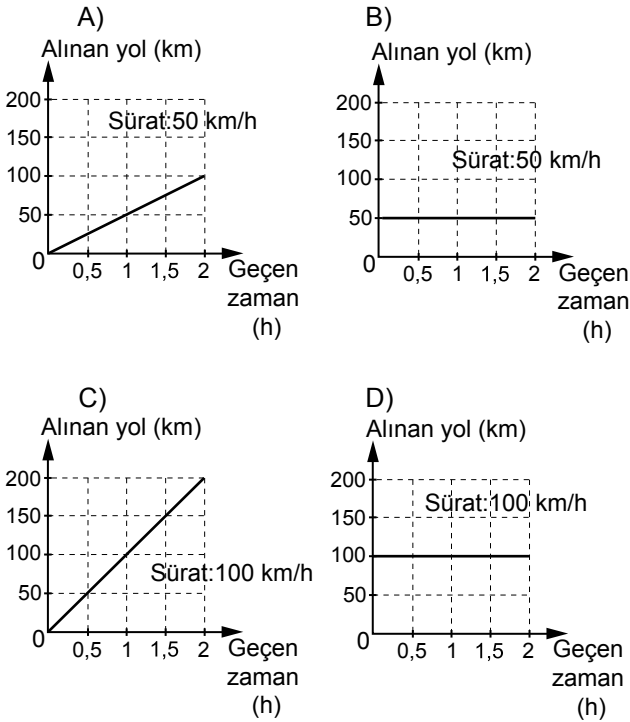 A)
Alınan yol (km)
200
150
100
50
0
Sürat:50 km/h
0,5 1 1,5 2
Geçen
zaman
(h)
B)
Alınan yol (km)
200
150
100
50
0
Sürat:50 km/h
0,5 1 1,5 2
Geçen
zaman
(h)
C)
Alınan yol (km)
200
150
100
50
0
Sürat:100 km/h
0,5 1 1,5 2
Geçen
zaman
(h)
D)
Alınan yol (km)
200
150
100
50
0
Sürat:100 km/h
0,5 1 1,5 2
Geçen
zaman
(h)